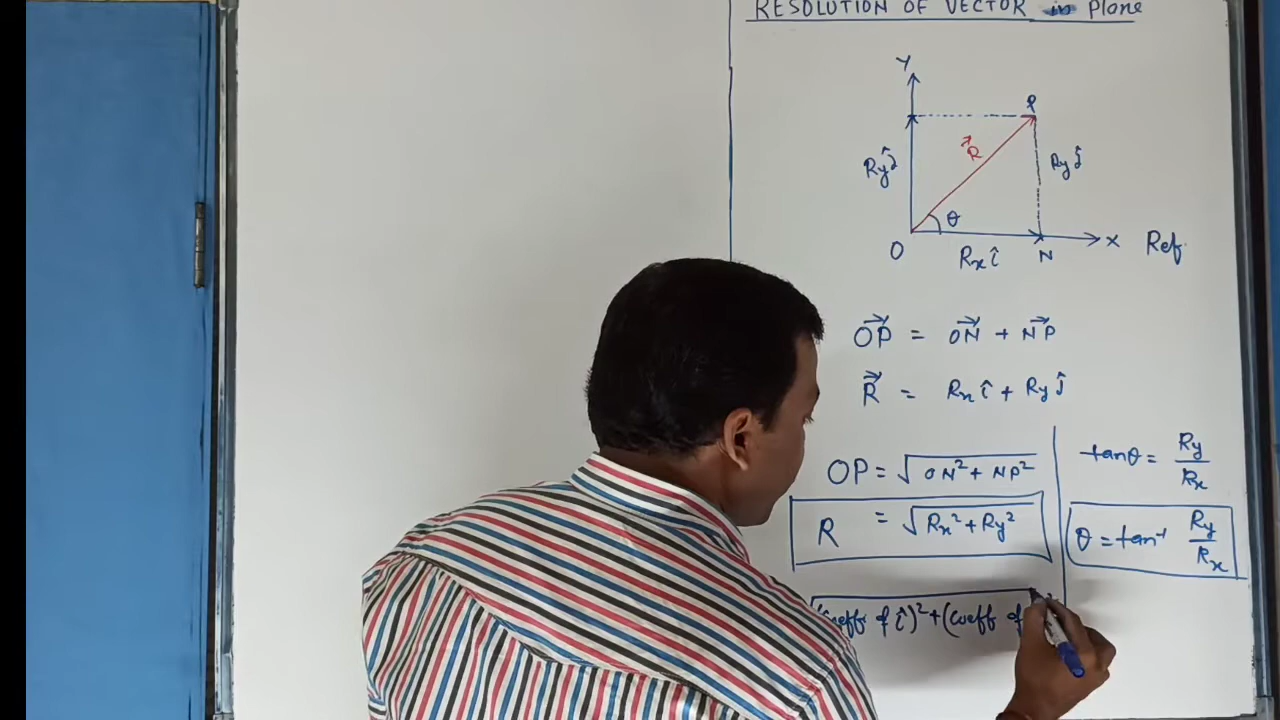 RESOLUTION OF VECTOR in Plane
Y
P
R⃗
Ry ĵ
Ry ĵ
θ
O
Rx î
N
X
Ref
OP⃗ = ON⃗ + NP⃗
R⃗ = Rx î + Ry ĵ
OP = √(ON² + NP²)
R = √(Rx² + Ry²)
tanθ = Ry/Rx
θ = tan⁻¹ Ry/Rx
√(coeff of î)² + (coeff of